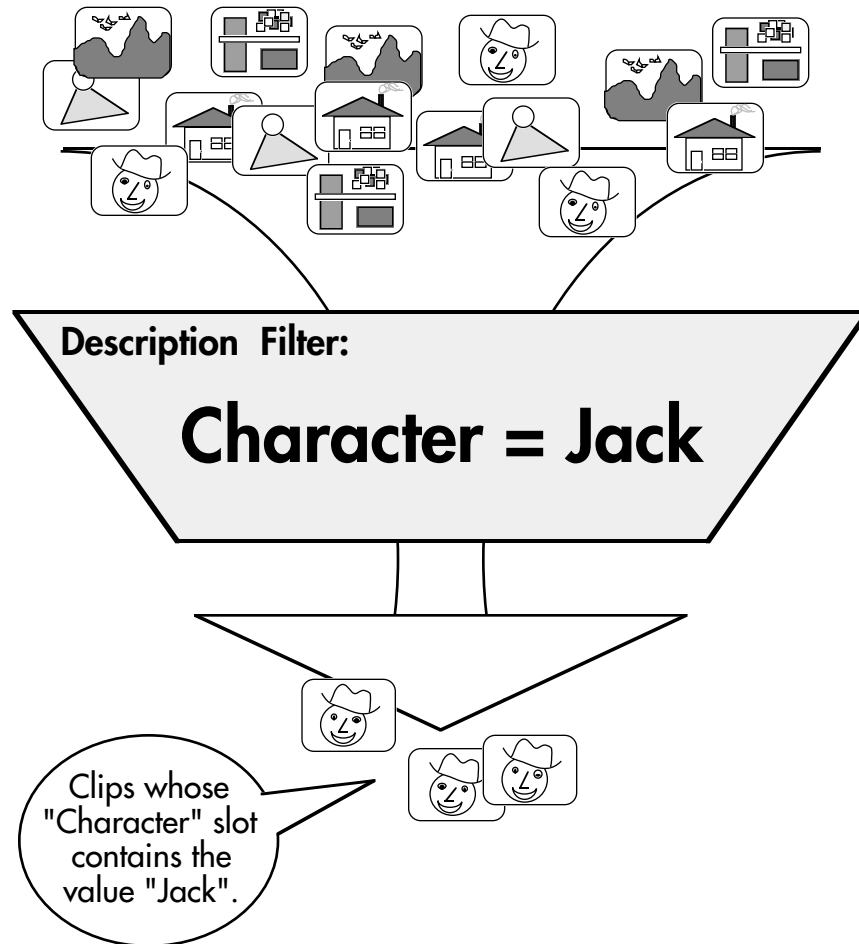 Description Filter:
Character = Jack
Clips whose
"Character" slot
contains the
value "Jack".